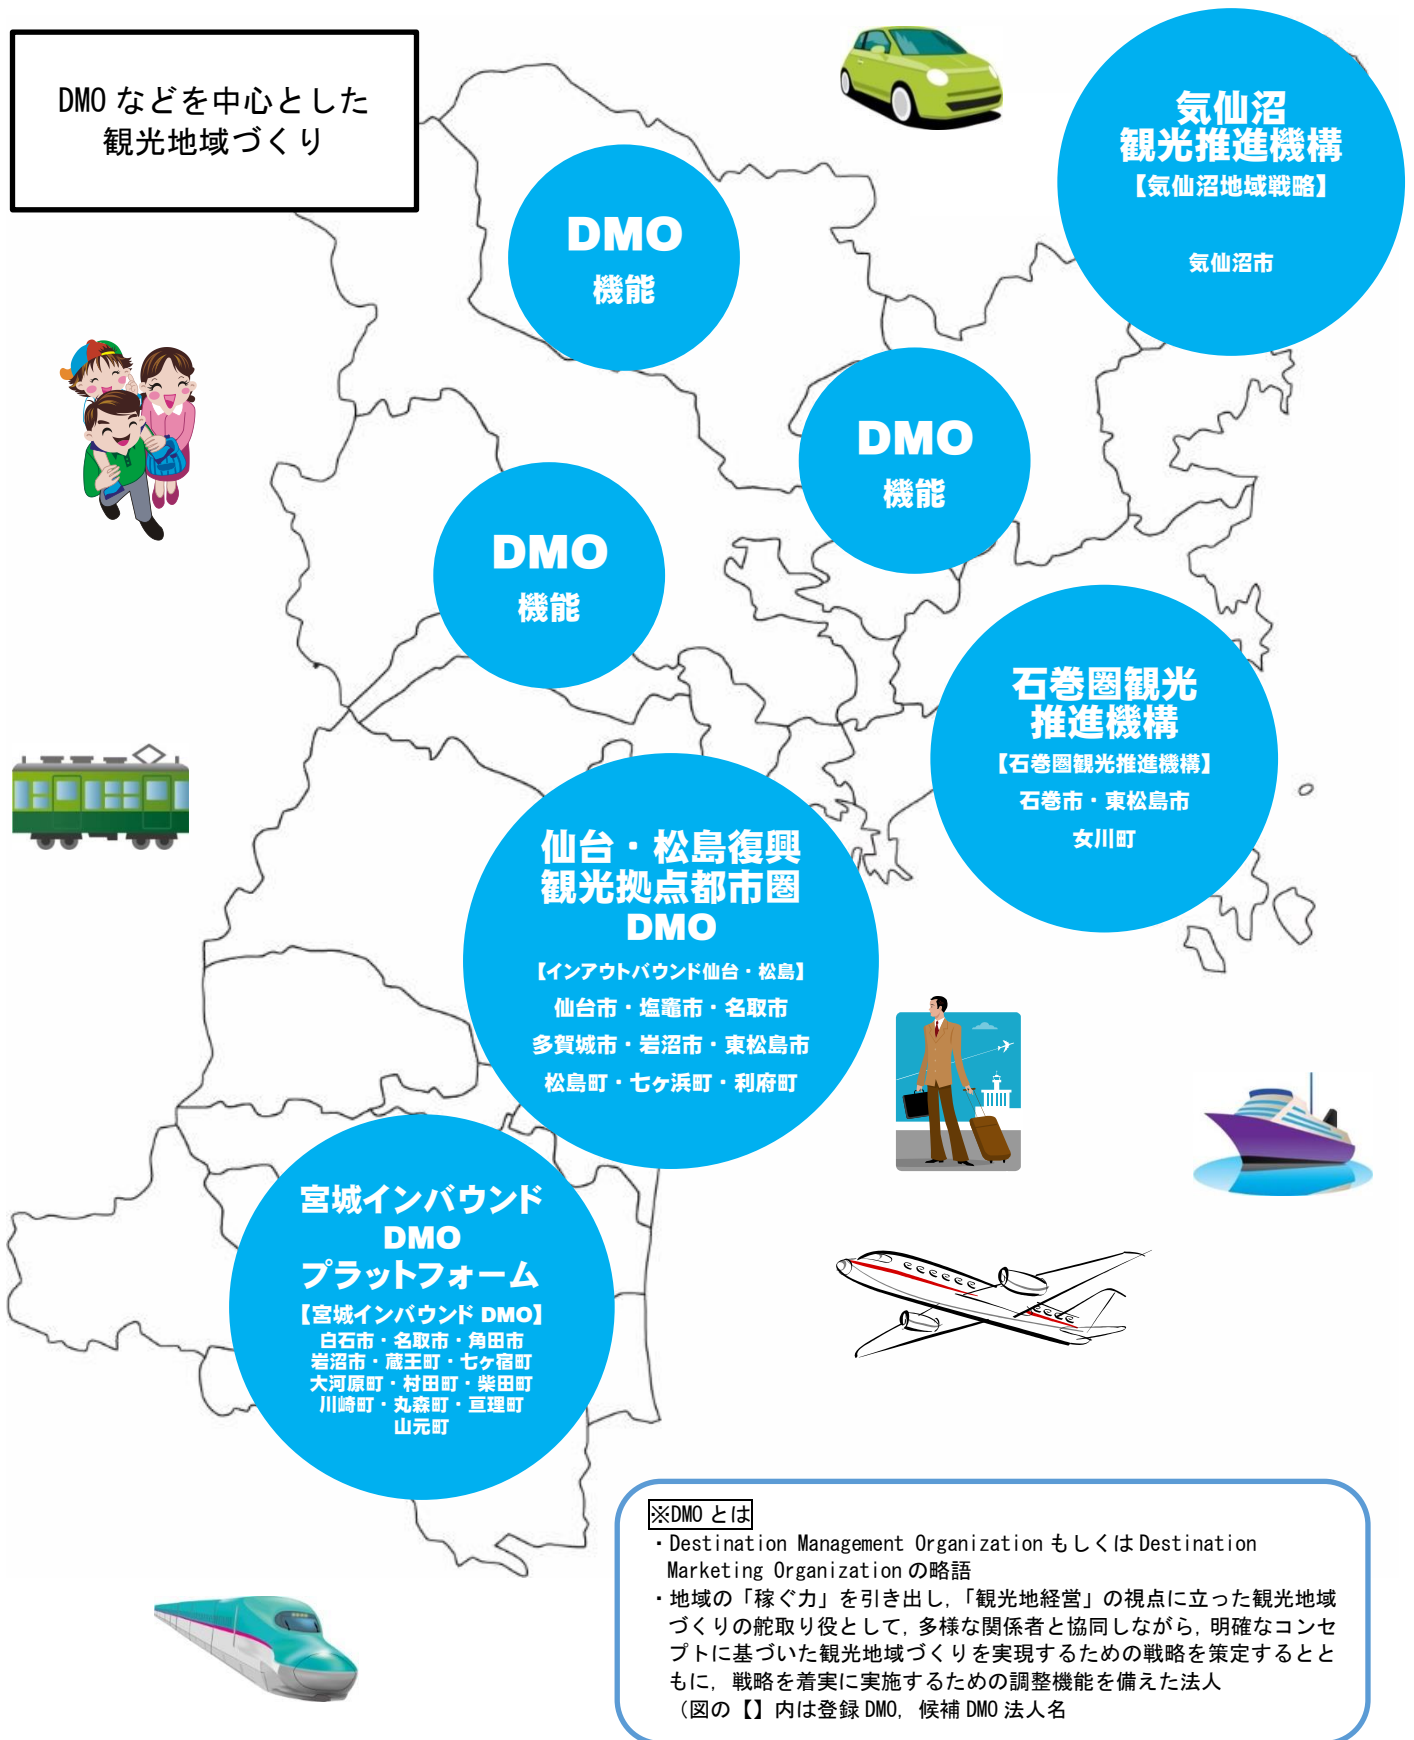 DMO などを中心とした
観光地域づくり
気仙沼
観光推進機構
【気仙沼地域戦略】
気仙沼市
DMO
機能
DMO
機能
DMO
機能
石巻圏観光
推進機構
【石巻圏観光推進機構】
石巻市・東松島市
女川町
仙台・松島復興
観光拠点都市圏
DMO
【インアウトバウンド仙台・松島】
仙台市・塩竈市・名取市
多賀城市・岩沼市・東松島市
松島町・七ヶ浜町・利府町
宮城インバウンド
DMO
プラットフォーム
【宮城インバウンド DMO】
白石市・名取市・角田市
岩沼市・蔵王町・七ヶ宿町
大河原町・村田町・柴田町
川崎町・丸森町・亘理町
山元町
※DMO とは
・Destination Management Organization もしくは Destination
Marketing Organization の略語
・地域の「稼ぐ力」を引き出し,「観光地経営」の視点に立った観光地域
づくりの舵取り役として, 多様な関係者と協同しながら, 明確なコンセ
プトに基づいた観光地域づくりを実現するための戦略を策定するとと
もに, 戦略を着実に実施するための調整機能を備えた法人
(図の【】内は登録 DMO, 候補 DMO 法人名